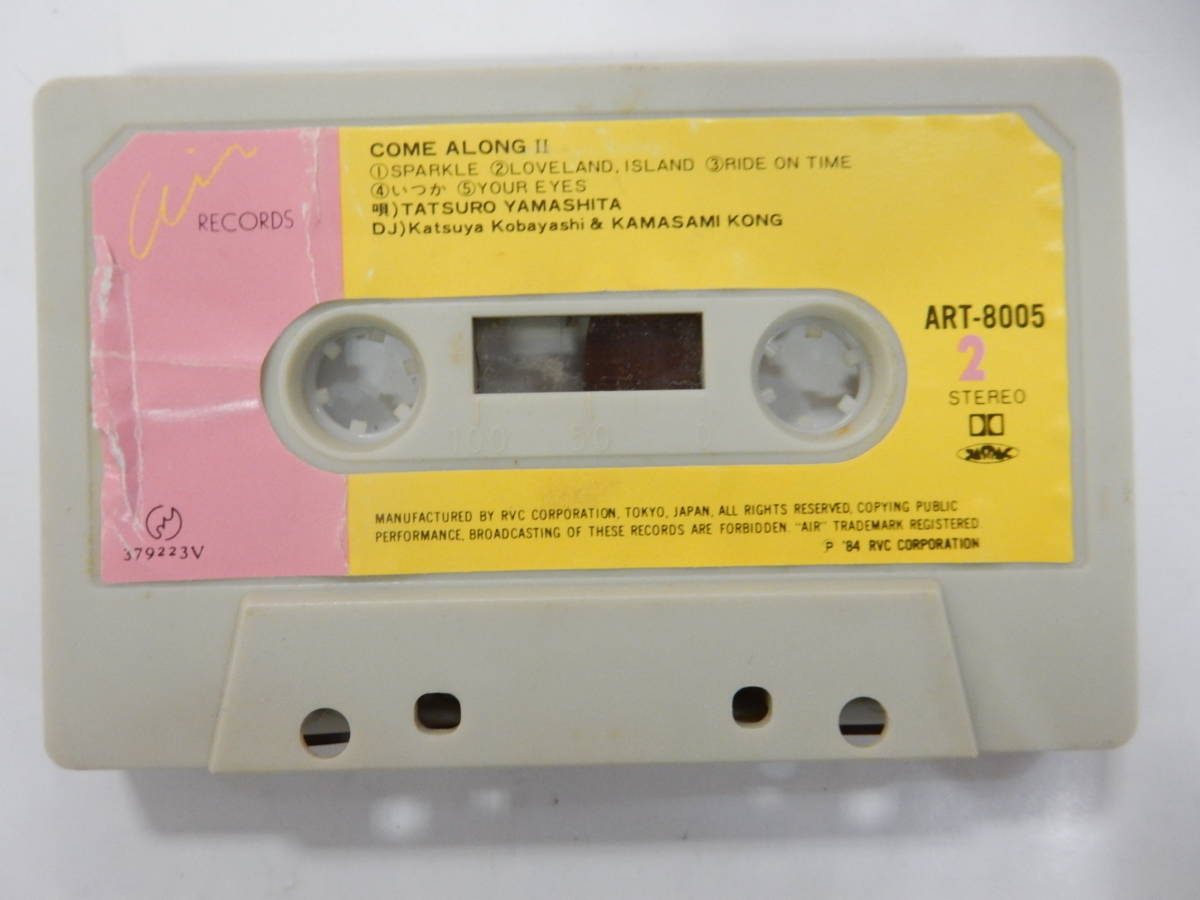 Air
RECORDS
COME ALONG II
①SPARKLE ②LOVELAND, ISLAND ③RIDE ON TIME
④いつか ⑤YOUR EYES
唄)TATSURO YAMASHITA
DJ)Katsuya Kobayashi & KAMASAMI KONG
ART-8005
2
STEREO
100 50 0
MANUFACTURED BY RVC CORPORATION, TOKYO, JAPAN, ALL RIGHTS RESERVED, COPYING PUBLIC
PERFORMANCE, BROADCASTING OF THESE RECORDS ARE FORBIDDEN. "AIR" TRADEMARK REGISTERED.
Ⓟ '84 RVC CORPORATION
379223V